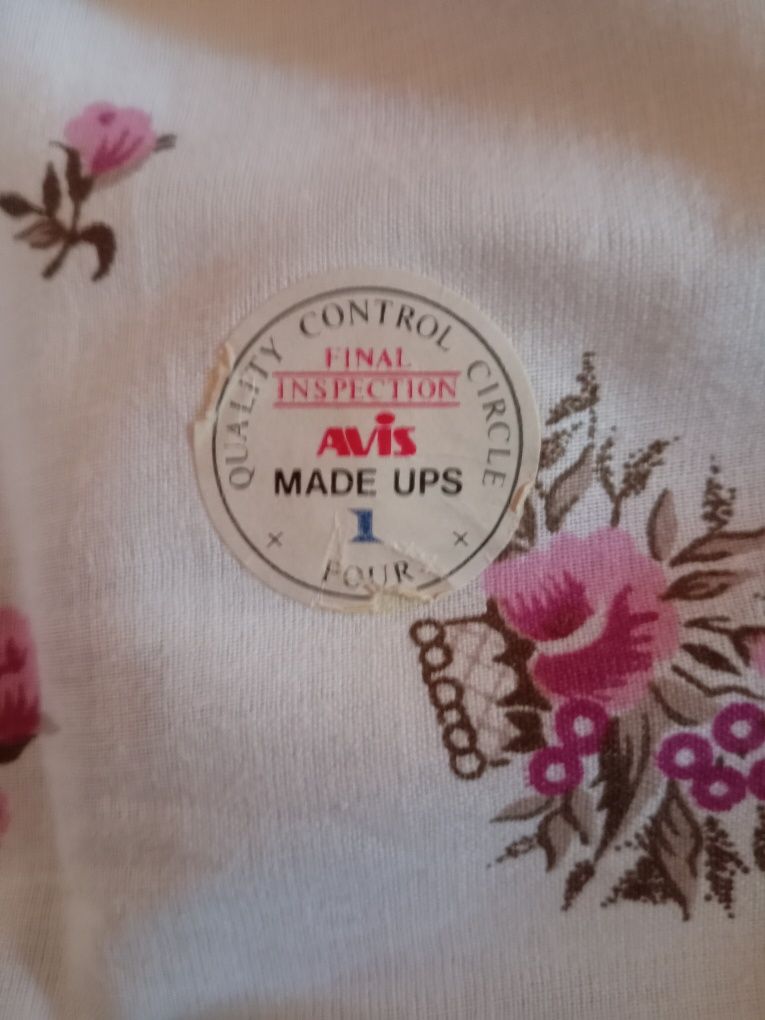 QUALITY CONTROL CIRCLE
FINAL
INSPECTION
AVIS
MADE UPS
1
x x
FOUR